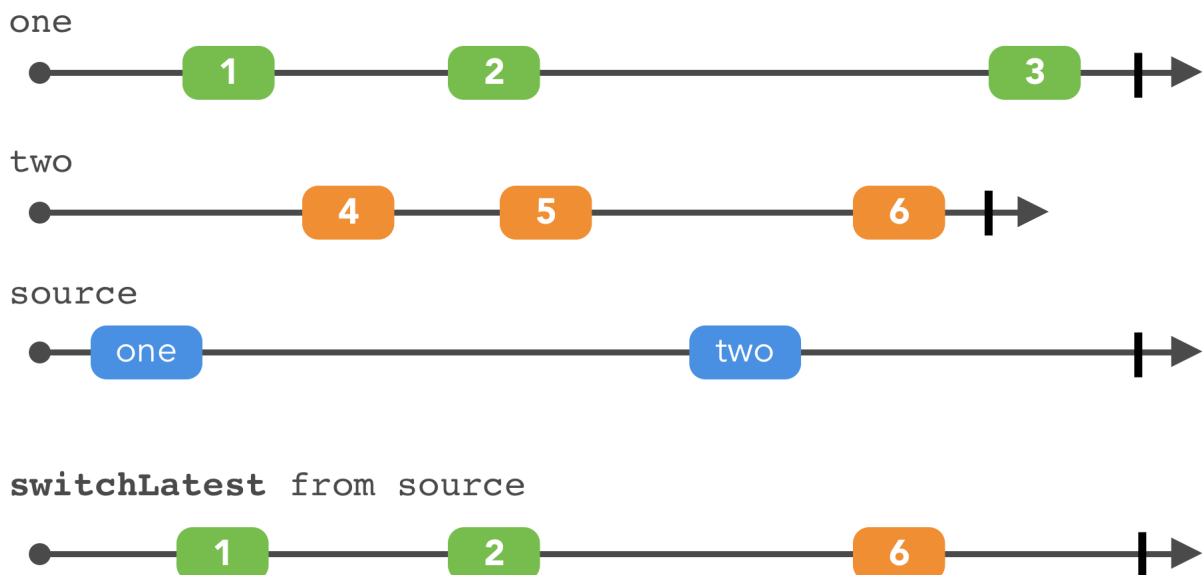 one
1 2 3
two
4 5 6
source
one two
switchLatest from source
1 2 6